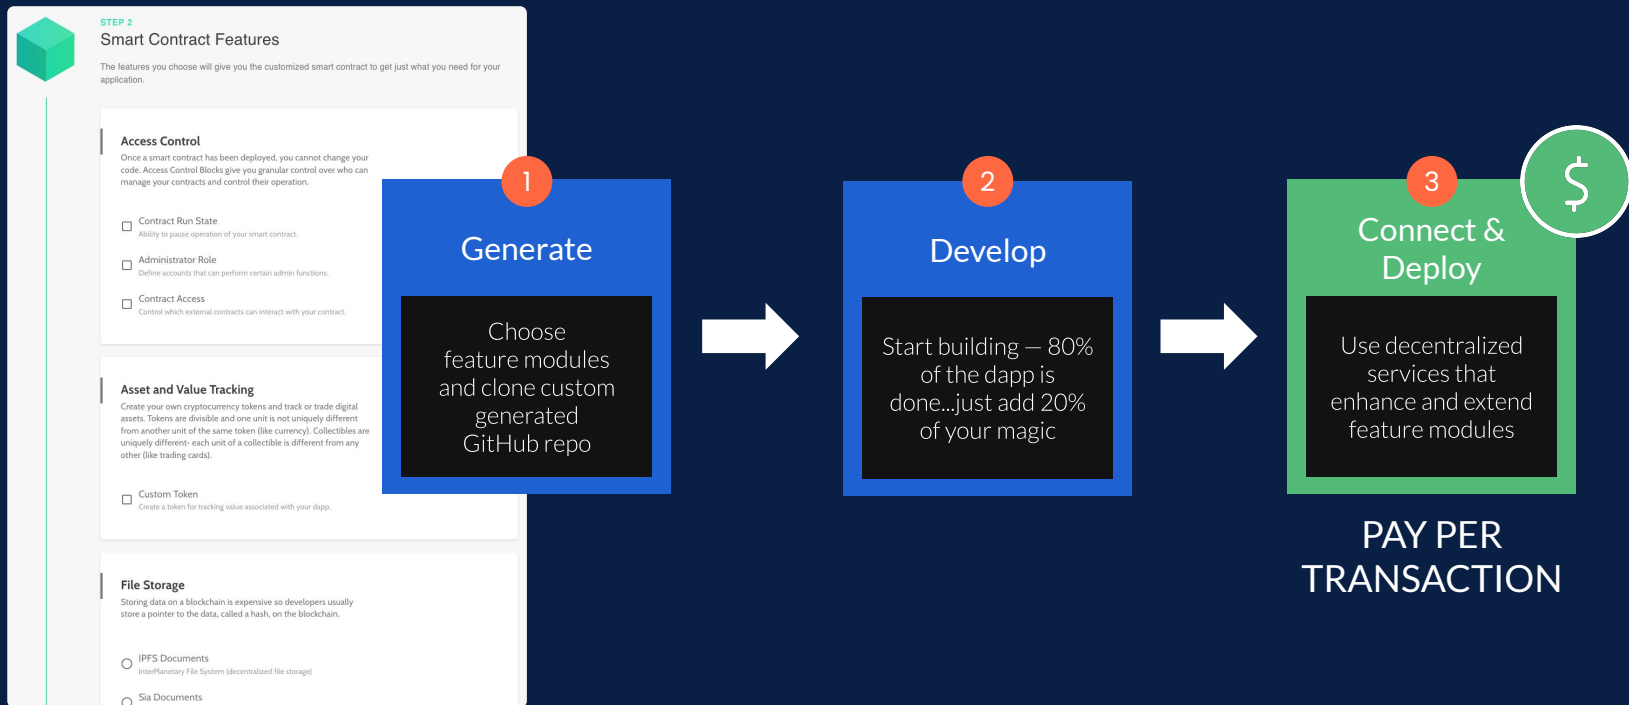 STEP 2
Smart Contract Features
The features you choose will give you the customized smart contract to get just what you need for your
application.
Access Control
Once a smart contract has been deployed, you cannot change your
code. Access Control Blocks give you granular control over who can
manage your contracts and control their operation.
Contract Run State
Ability to pause operation of your smart contract.
Administrator Role
Define accounts that can perform certain admin functions.
Contract Access
Control which external contracts can interact with your contract.
Asset and Value Tracking
Create your own cryptocurrency tokens and track or trade digital
assets. Tokens are divisible and one unit is not uniquely different
from another unit of the same token (like currency). Collectibles are
uniquely different- each unit of a collectible is different from any
other (like trading cards).
Custom Token
Create a token for tracking value associated with your dapp.
File Storage
Storing data on a blockchain is expensive so developers usually
store a pointer to the data, called a hash, on the blockchain.
IPFS Documents
InterPlanetary File System (decentralized file storage)
Sia Documents
1
Generate
Choose
feature modules
and clone custom
generated
GitHub repo
2
Develop
Start building — 80%
of the dapp is
done...just add 20%
of your magic
3
$
Connect &
Deploy
Use decentralized
services that
enhance and extend
feature modules
PAY PER
TRANSACTION